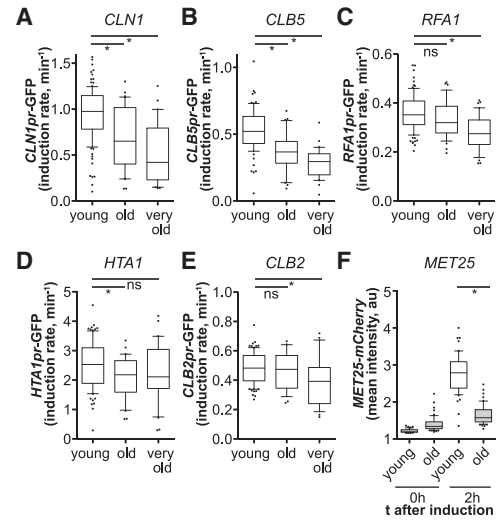 A
CLN1
*
*
CLN1pr-GFP
(induction rate, min⁻¹)
1.5
1.0
0.5
0.0
young
old
very
old
B
CLB5
*
*
CLB5pr-GFP
(induction rate, min⁻¹)
1.0
0.5
0.0
young
old
very
old
C
RFA1
*
ns
RFA1pr-GFP
(induction rate, min⁻¹)
0.6
0.4
0.2
young
old
very
old
D
HTA1
ns
*
HTA1pr-GFP
(induction rate, min⁻¹)
6
5
4
3
2
1
0
young
old
very
old
E
CLB2
ns
*
CLB2pr-GFP
(induction rate, min⁻¹)
1.0
0.8
0.6
0.4
0.2
0.0
young
old
very
old
F
MET25
*
MET25-mCherry
(mean intensity, au)
5
4
3
2
1
young
old
young
old
0h
2h
t after induction